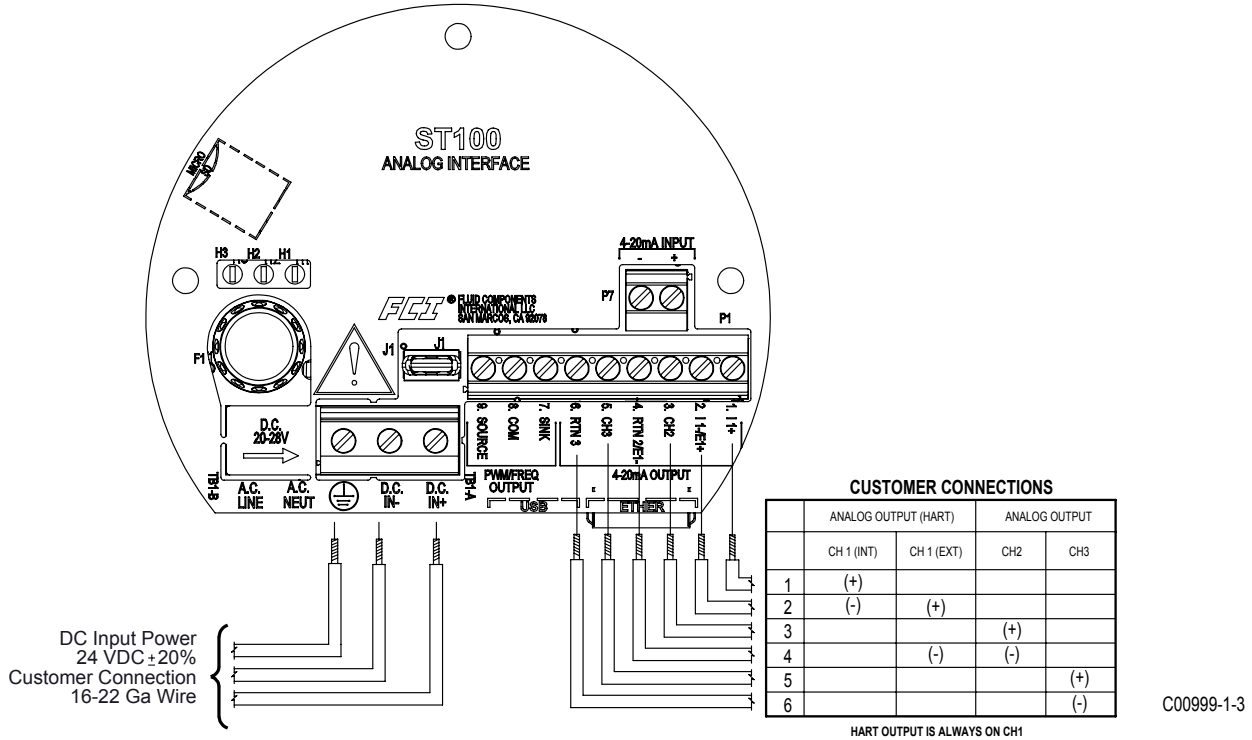 ST100
ANALOG INTERFACE
MICRO
H3 H2 H1
4-20mA INPUT
- +
P7
P1
FCI ® FLUID COMPONENTS
INTERNATIONAL LLC
SAN MARCOS, CA 92078
F1
J1 J1
D.C.
20-28V
TB1-B
A.C.
LINE
A.C.
NEUT
D.C.
IN-
D.C.
IN+
TB1-A
9. SOURCE
8. COM
7. SINK
6. RTN 3
5. CH3
4. RTN 2/E1-
3. CH2
2. I1-/E1+
1. I1+
PWM/FREQ
OUTPUT
4-20mA OUTPUT
USB
ETHER
DC Input Power
24 VDC ±20%
Customer Connection
16-22 Ga Wire
CUSTOMER CONNECTIONS
ANALOG OUTPUT (HART) ANALOG OUTPUT
CH 1 (INT) CH 1 (EXT) CH2 CH3
1 (+)
2 (-) (+)
3 (+)
4 (-) (-)
5 (+)
6 (-)
HART OUTPUT IS ALWAYS ON CH1
C00999-1-3